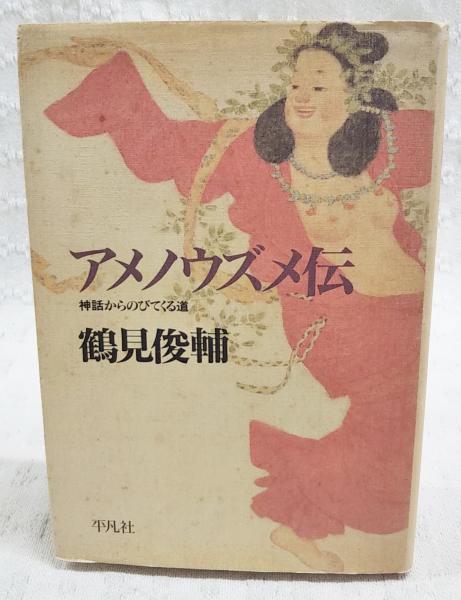 アメノウズメ伝
神話からのびてくる道
鶴見俊輔
平凡社